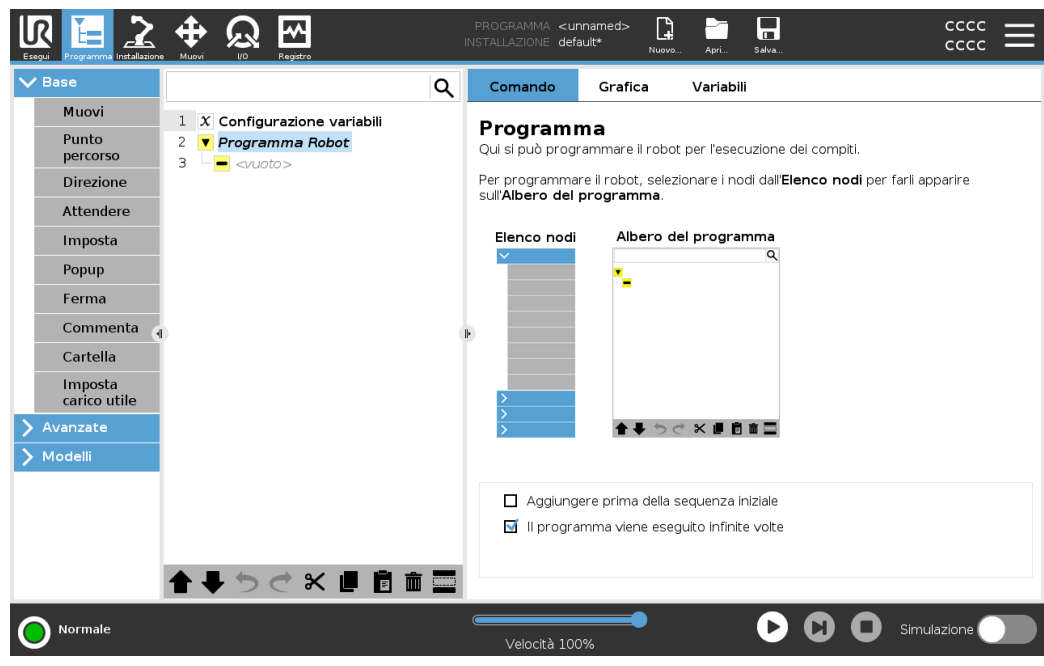 PROGRAMMA <unnamed>
INSTALLAZIONE default*
CCCC
CCCC
Esegui Programma Installazione Muovi I/O Registro Nuovo... Apri... Salva...
Base
Muovi
Punto
percorso
Direzione
Attendere
Imposta
Popup
Ferma
Commenta
Cartella
Imposta
carico utile
Avanzate
Modelli
1 x Configurazione variabili
2 Programma Robot
3 <vuoto>
Comando Grafica Variabili
Programma
Qui si può programmare il robot per l'esecuzione dei compiti.
Per programmare il robot, selezionare i nodi dall'Elenco nodi per farli apparire
sull'Albero del programma.
Elenco nodi Albero del programma
Aggiungere prima della sequenza iniziale
Il programma viene eseguito infinite volte
Normale
Velocità 100%
Simulazione